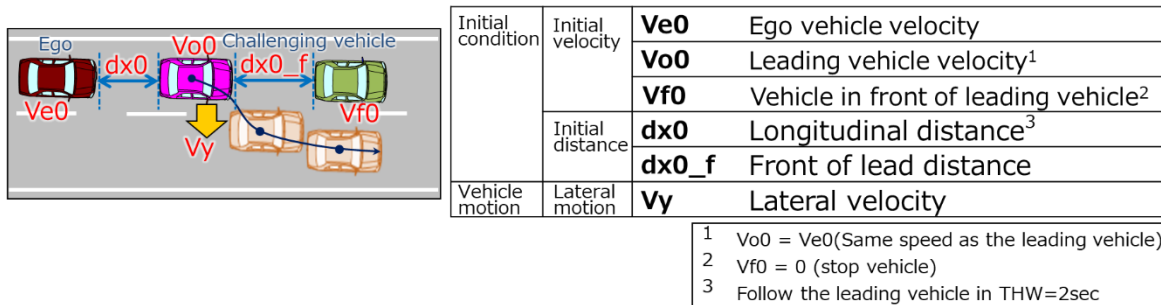 Ego
Vo0
Challenging vehicle
dx0
dx0_f
Ve0
Vf0
Vy
Initial condition
Initial velocity
Ve0 Ego vehicle velocity
Vo0 Leading vehicle velocity1
Vf0 Vehicle in front of leading vehicle2
Initial distance
dx0 Longitudinal distance3
dx0_f Front of lead distance
Vehicle motion
Lateral motion
Vy Lateral velocity
1 Vo0 = Ve0(Same speed as the leading vehicle)
2 Vf0 = 0 (stop vehicle)
3 Follow the leading vehicle in THW=2sec